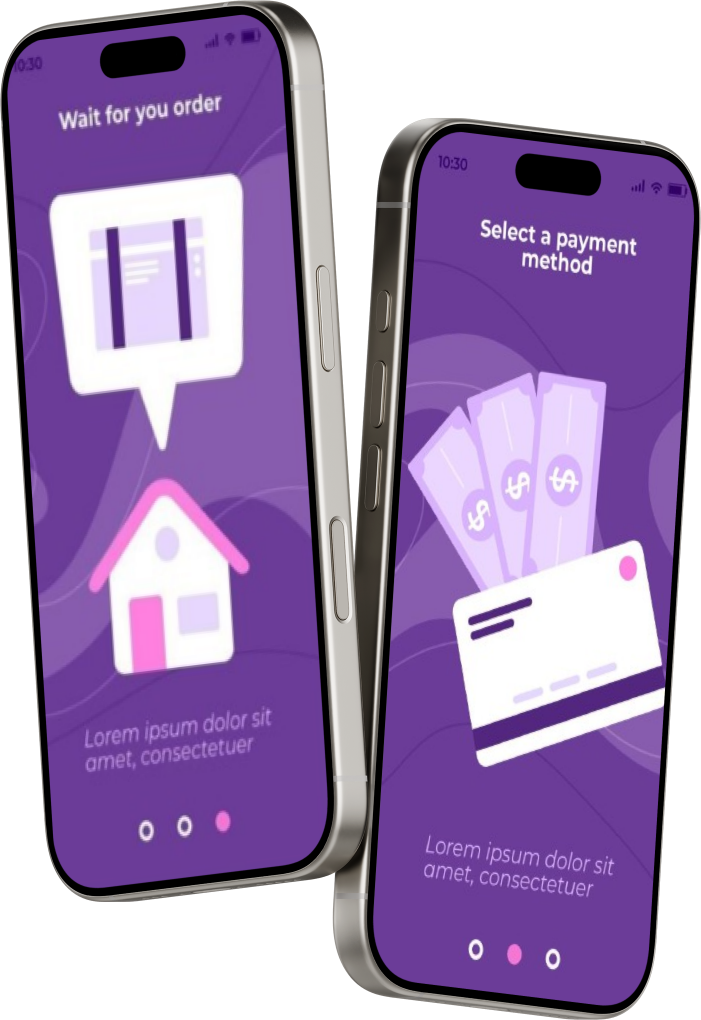 10:30
Wait for you order
Lorem ipsum dolor sit
amet, consectetuer
10:30
Select a payment
method
$ $ $
Lorem ipsum dolor sit
amet, consectetuer